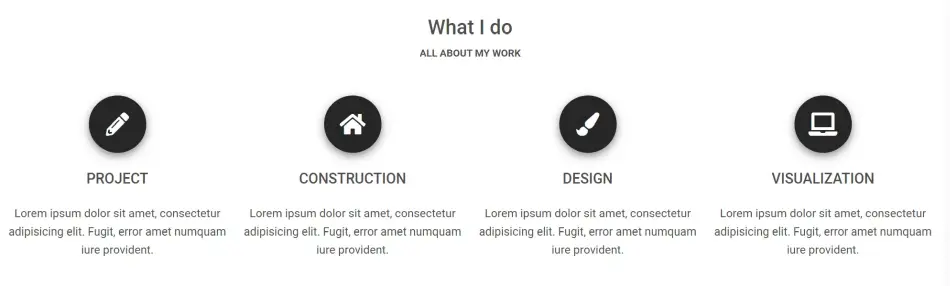 What I do
ALL ABOUT MY WORK
PROJECT
Lorem ipsum dolor sit amet, consectetur
adipisicing elit. Fugit, error amet numquam
iure provident.
CONSTRUCTION
Lorem ipsum dolor sit amet, consectetur
adipisicing elit. Fugit, error amet numquam
iure provident.
DESIGN
Lorem ipsum dolor sit amet, consectetur
adipisicing elit. Fugit, error amet numquam
iure provident.
VISUALIZATION
Lorem ipsum dolor sit amet, consectetur
adipisicing elit. Fugit, error amet numquam
iure provident.